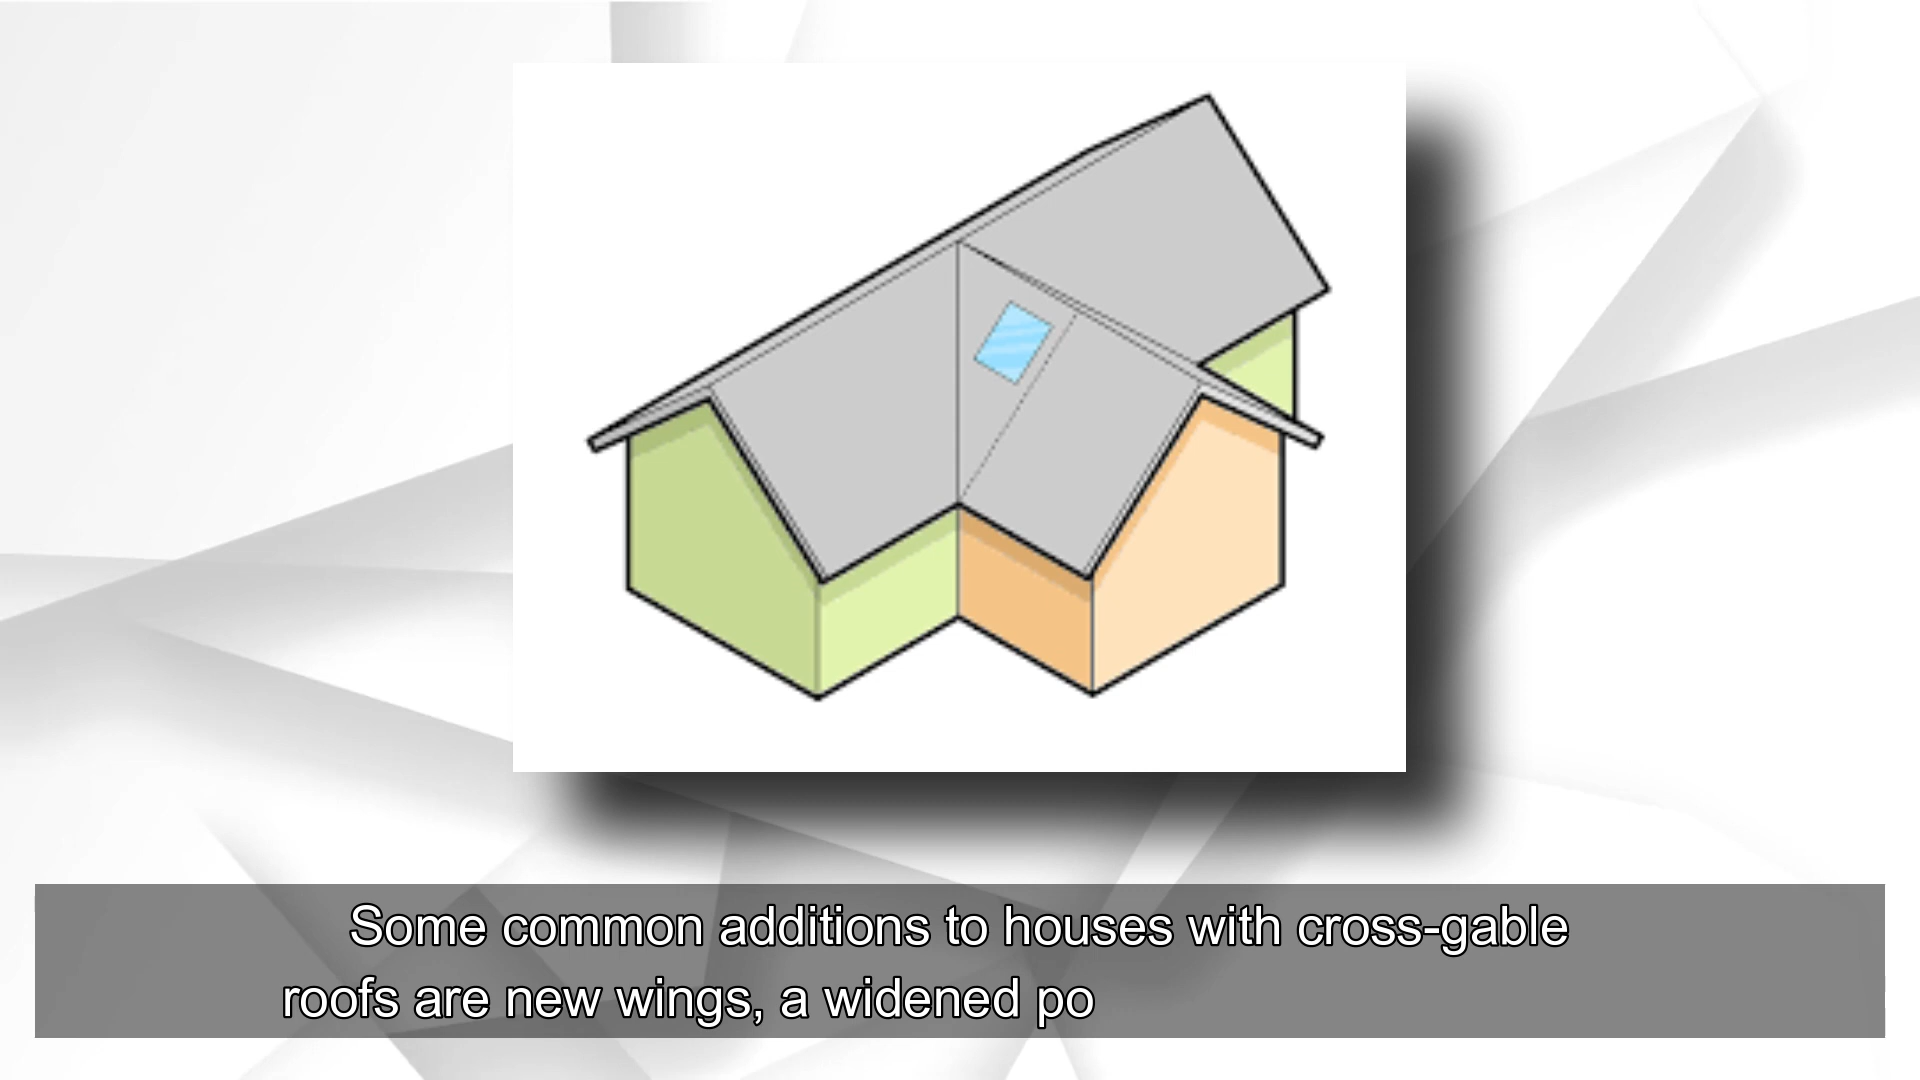 Some common additions to houses with cross-gable
roofs are new wings, a widened po